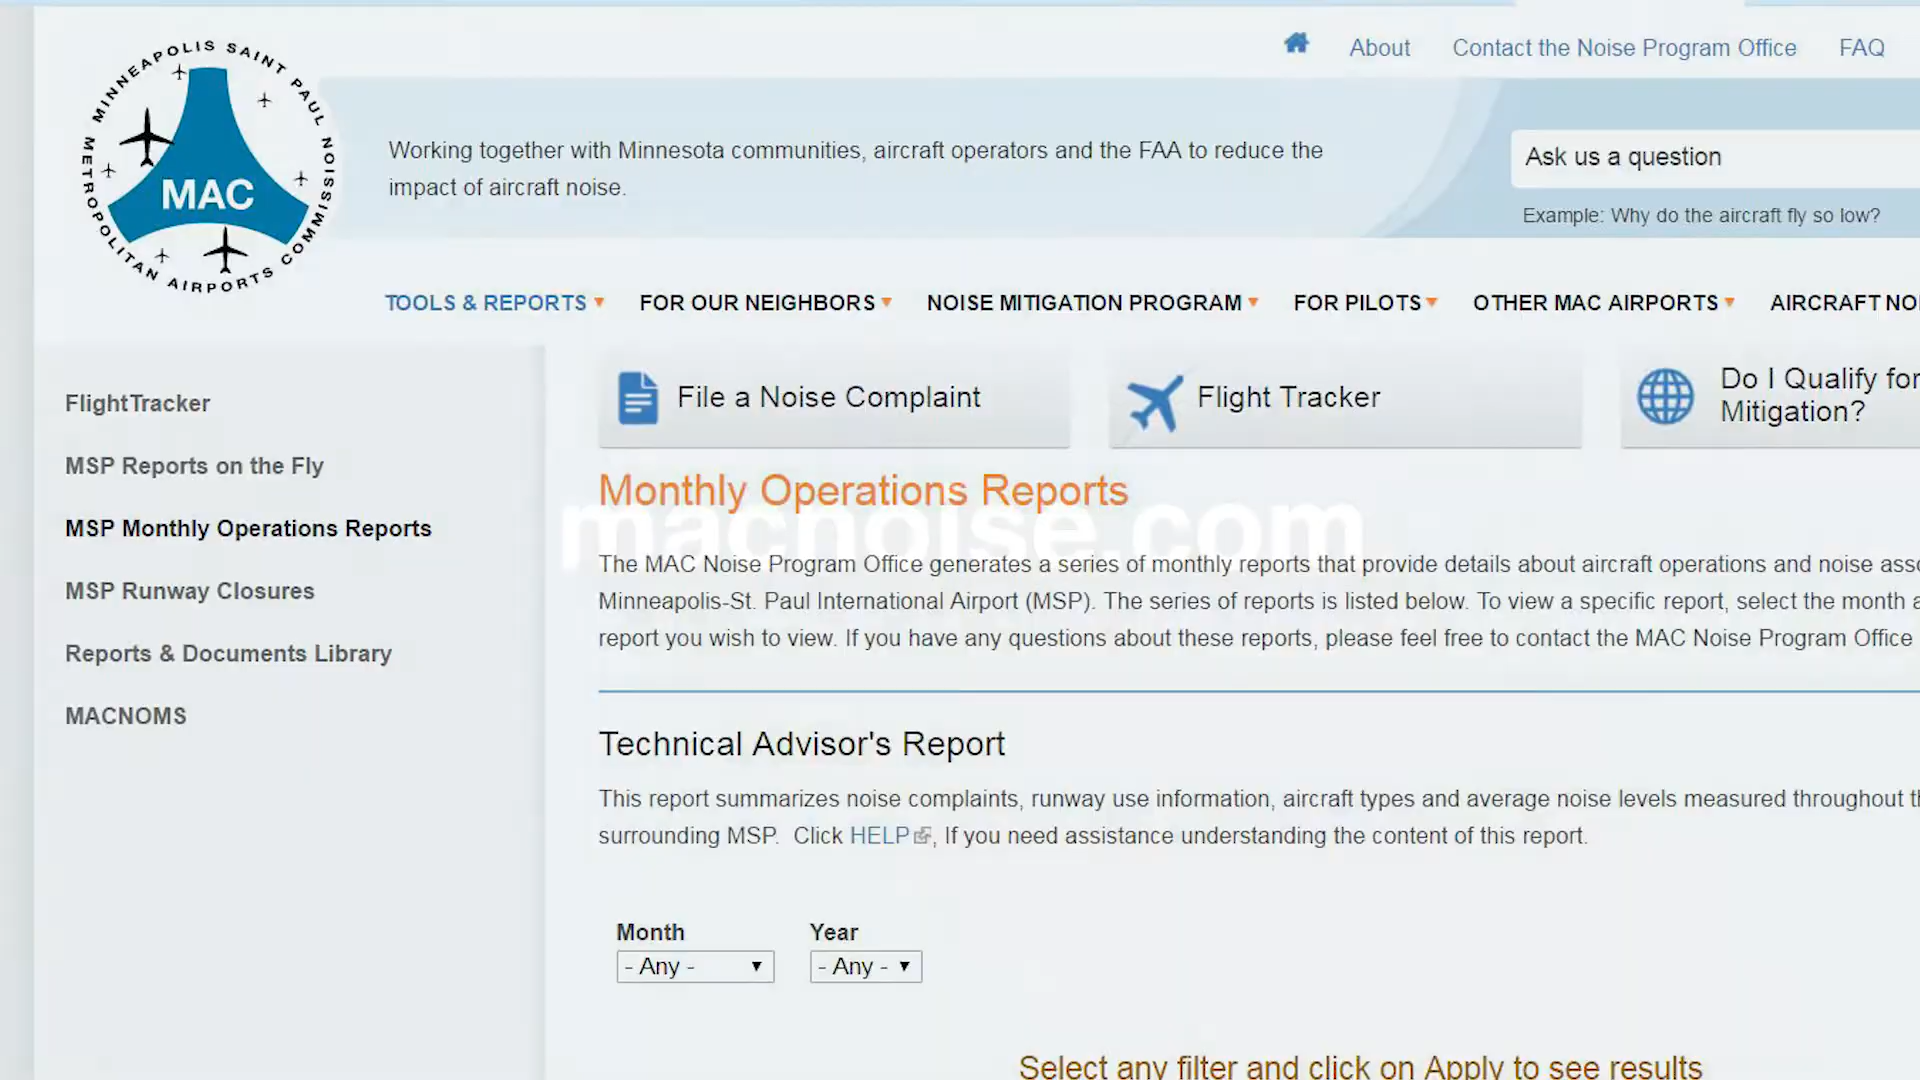 MINNEAPOLIS SAINT PAUL METROPOLITAN AIRPORTS COMMISSION
MAC
About Contact the Noise Program Office FAQ
Working together with Minnesota communities, aircraft operators and the FAA to reduce the
impact of aircraft noise.
Ask us a question
Example: Why do the aircraft fly so low?
TOOLS & REPORTS FOR OUR NEIGHBORS NOISE MITIGATION PROGRAM FOR PILOTS OTHER MAC AIRPORTS AIRCRAFT
FlightTracker
MSP Reports on the Fly
MSP Monthly Operations Reports
MSP Runway Closures
Reports & Documents Library
MACNOMS
File a Noise Complaint
Flight Tracker
Do I Qualify for
Mitigation?
Monthly Operations Reports
macnoise.com
The MAC Noise Program Office generates a series of monthly reports that provide details about aircraft operations and noise
Minneapolis-St. Paul International Airport (MSP). The series of reports is listed below. To view a specific report, select the month
report you wish to view. If you have any questions about these reports, please feel free to contact the MAC Noise Program Office
Technical Advisor's Report
This report summarizes noise complaints, runway use information, aircraft types and average noise levels measured throughout
surrounding MSP. Click HELP, If you need assistance understanding the content of this report.
Month Year
- Any - - Any -
Select any filter and click on Apply to see results